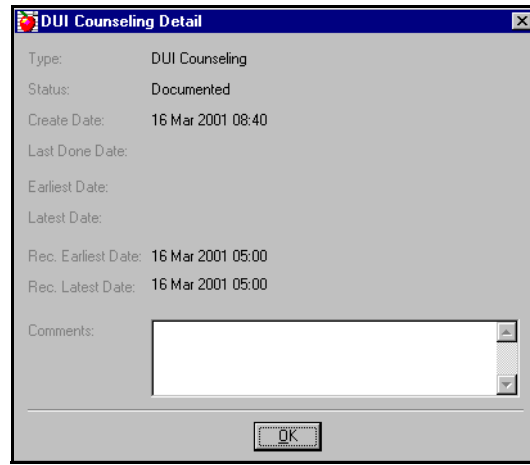 DUI Counseling Detail
Type: DUI Counseling
Status: Documented
Create Date: 16 Mar 2001 08:40
Last Done Date:
Earliest Date:
Latest Date:
Rec. Earliest Date: 16 Mar 2001 05:00
Rec. Latest Date: 16 Mar 2001 05:00
Comments:
OK